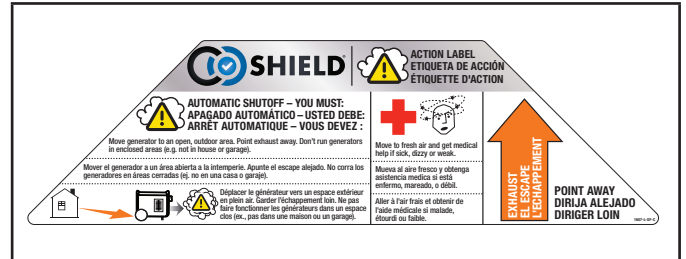 CO SHIELD
ACTION LABEL
ETIQUETA DE ACCIÓN
ÉTIQUETTE D'ACTION
AUTOMATIC SHUTOFF – YOU MUST:
APAGADO AUTOMÁTICO – USTED DEBE:
ARRÊT AUTOMATIQUE – VOUS DEVEZ :
Move generator to an open, outdoor area. Point exhaust away. Don't run generators
in enclosed areas (e.g. not in house or garage).
Mover el generador a un área abierta a la intemperie. Apunte el escape alejado. No corra los
generadores en áreas cerradas (ej. no en una casa o garaje).
Déplacer le générateur vers un espace extérieur
en plein air. Garder l'échappement loin. Ne pas
faire fonctionner les générateurs dans un espace
clos (ex., pas dans une maison ou un garage).
Move to fresh air and get medical
help if sick, dizzy or weak.
Mueva al aire fresco y obtenga
asistencia medica si está
enfermo, mareado, o débil.
Aller à l'air frais et obtenir de
l'aide médicale si malade,
étourdi ou faible.
EXHAUST
EL ESCAPE
L'ECHAPPEMENT
POINT AWAY
DIRIJA ALEJADO
DIRIGER LOIN